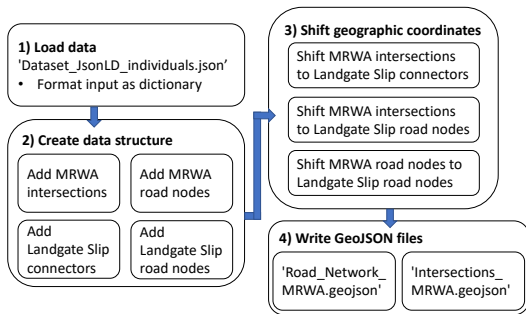 1) Load data
'Dataset_JsonLD_individuals.json'
• Format input as dictionary
2) Create data structure
Add MRWA
intersections
Add MRWA
road nodes
Add
Landgate Slip
connectors
Add
Landgate Slip
road nodes
3) Shift geographic coordinates
Shift MRWA intersections
to Landgate Slip connectors
Shift MRWA intersections
to Landgate Slip road nodes
Shift MRWA road nodes to
Landgate Slip road nodes
4) Write GeoJSON files
'Road_Network_
MRWA.geojson'
'Intersections_
MRWA.geojson'